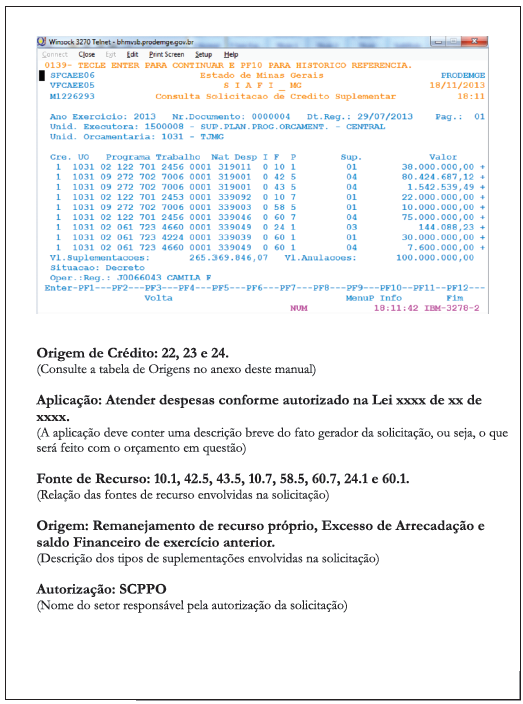 Winsock 3270 Telnet - bhmvsb.prodemge.gov.br
Connect Close Exit Edit Print Screen Setup Help
0139- TECLE ENTER PARA CONTINUAR E PF10 PARA HISTORICO REFERENCIA.
SFCAEE06 Estado de Minas Gerais PRODEMGE
VFCAEE05 S I A F I _ MG 18/11/2013
M1226293 Consulta Solicitacao de Credito Suplementar 18:11
Ano Exercicio: 2013 Nr.Documento: 0000004 Dt.Reg.: 29/07/2013 Pag.: 01
Unid. Executora: 1500008 - SUP.PLAN.PROG.ORCAMENT. - CENTRAL
Unid. Orcamentaria: 1031 - TJMG
Cre. UO Programa Trabalho Nat Desp I F P Sup. Valor
1 1031 02 122 701 2456 0001 319011 0 10 1 01 38.000.000,00 +
1 1031 09 272 702 7006 0001 319001 0 42 5 04 80.424.687,12 +
1 1031 09 272 702 7006 0001 319001 0 43 5 04 1.542.539,49 +
1 1031 02 122 701 2453 0001 339092 0 10 7 01 22.000.000,00 +
1 1031 09 272 702 7006 0001 339003 0 58 5 01 10.000.000,00 +
1 1031 02 122 701 2456 0001 339046 0 60 7 04 75.000.000,00 +
1 1031 02 061 723 4660 0001 339049 0 24 1 03 144.088,23 +
1 1031 02 061 723 4224 0001 339039 0 60 1 01 30.000.000,00 +
1 1031 02 061 723 4660 0001 339049 0 60 1 04 7.600.000,00 +
Vl.Suplementacoes: 265.369.846,07 Vl.Anulacoes: 100.000.000,00
Situacao: Decreto
Oper.:Reg.: J0066043 CAMILA F
Enter-PF1---PF2---PF3---PF4---PF5---PF6---PF7---PF8---PF9---PF10--PF11--PF12---
Volta MenuP Info Fim
NUM 18:11:42 IBM-3278-2
Origem de Crédito: 22, 23 e 24.
(Consulte a tabela de Origens no anexo deste manual)
Aplicação: Atender despesas conforme autorizado na Lei xxxx de xx de
xxxx.
(A aplicação deve conter uma descrição breve do fato gerador da solicitação, ou seja, o que
será feito com o orçamento em questão)
Fonte de Recurso: 10.1, 42.5, 43.5, 10.7, 58.5, 60.7, 24.1 e 60.1.
(Relação das fontes de recurso envolvidas na solicitação)
Origem: Remanejamento de recurso próprio, Excesso de Arrecadação e
saldo Financeiro de exercício anterior.
(Descrição dos tipos de suplementações envolvidas na solicitação)
Autorização: SCPPO
(Nome do setor responsável pela autorização da solicitação)